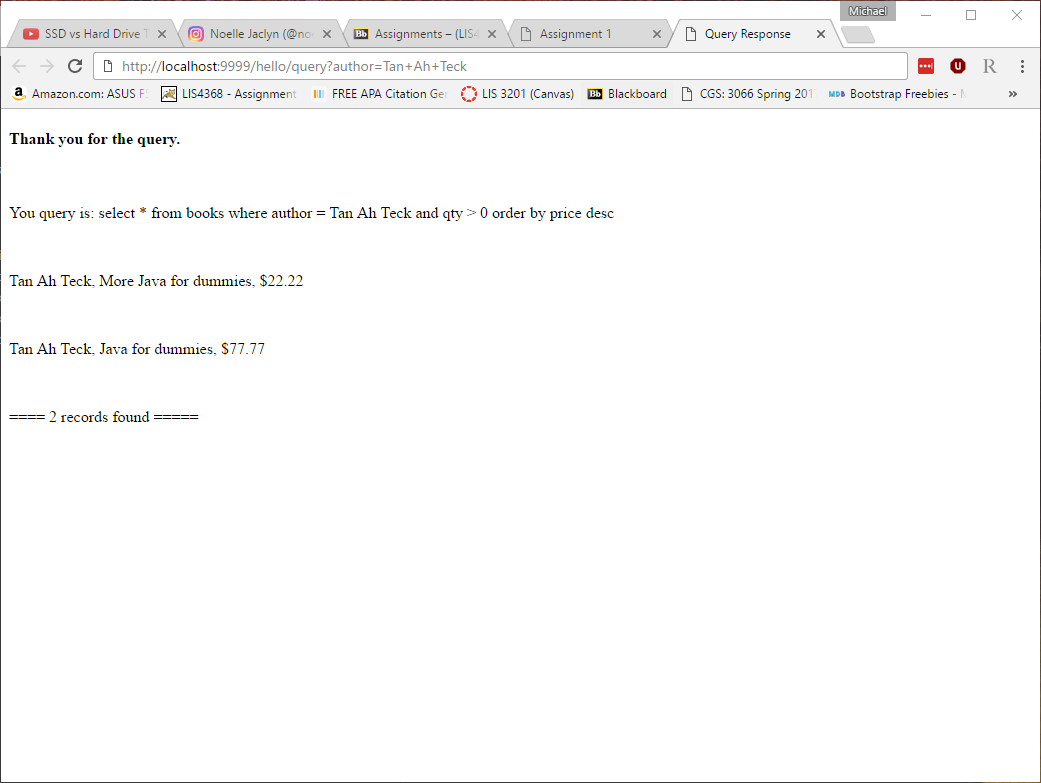 Michael
SSD vs Hard Drive
Noelle Jaclyn (@no
Bb Assignments – (LIS4
Assignment 1
Query Response
http://localhost:9999/hello/query?author=Tan+Ah+Teck
R
a Amazon.com: ASUS F
LIS4368 - Assignment
FREE APA Citation Ge
LIS 3201 (Canvas)
Bb Blackboard
CGS: 3066 Spring 201
MDB Bootstrap Freebies -
»
Thank you for the query.
You query is: select * from books where author = Tan Ah Teck and qty > 0 order by price desc
Tan Ah Teck, More Java for dummies, $22.22
Tan Ah Teck, Java for dummies, $77.77
==== 2 records found =====